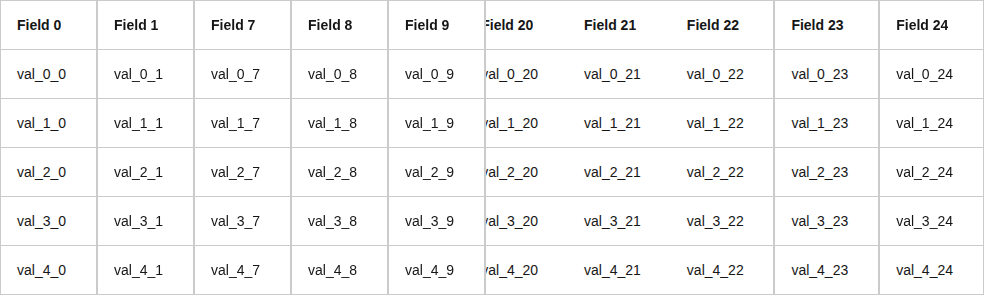 Field 0 Field 1 Field 7 Field 8 Field 9 Field 20 Field 21 Field 22 Field 23 Field 24
val_0_0 val_0_1 val_0_7 val_0_8 val_0_9 val_0_20 val_0_21 val_0_22 val_0_23 val_0_24
val_1_0 val_1_1 val_1_7 val_1_8 val_1_9 val_1_20 val_1_21 val_1_22 val_1_23 val_1_24
val_2_0 val_2_1 val_2_7 val_2_8 val_2_9 val_2_20 val_2_21 val_2_22 val_2_23 val_2_24
val_3_0 val_3_1 val_3_7 val_3_8 val_3_9 val_3_20 val_3_21 val_3_22 val_3_23 val_3_24
val_4_0 val_4_1 val_4_7 val_4_8 val_4_9 val_4_20 val_4_21 val_4_22 val_4_23 val_4_24